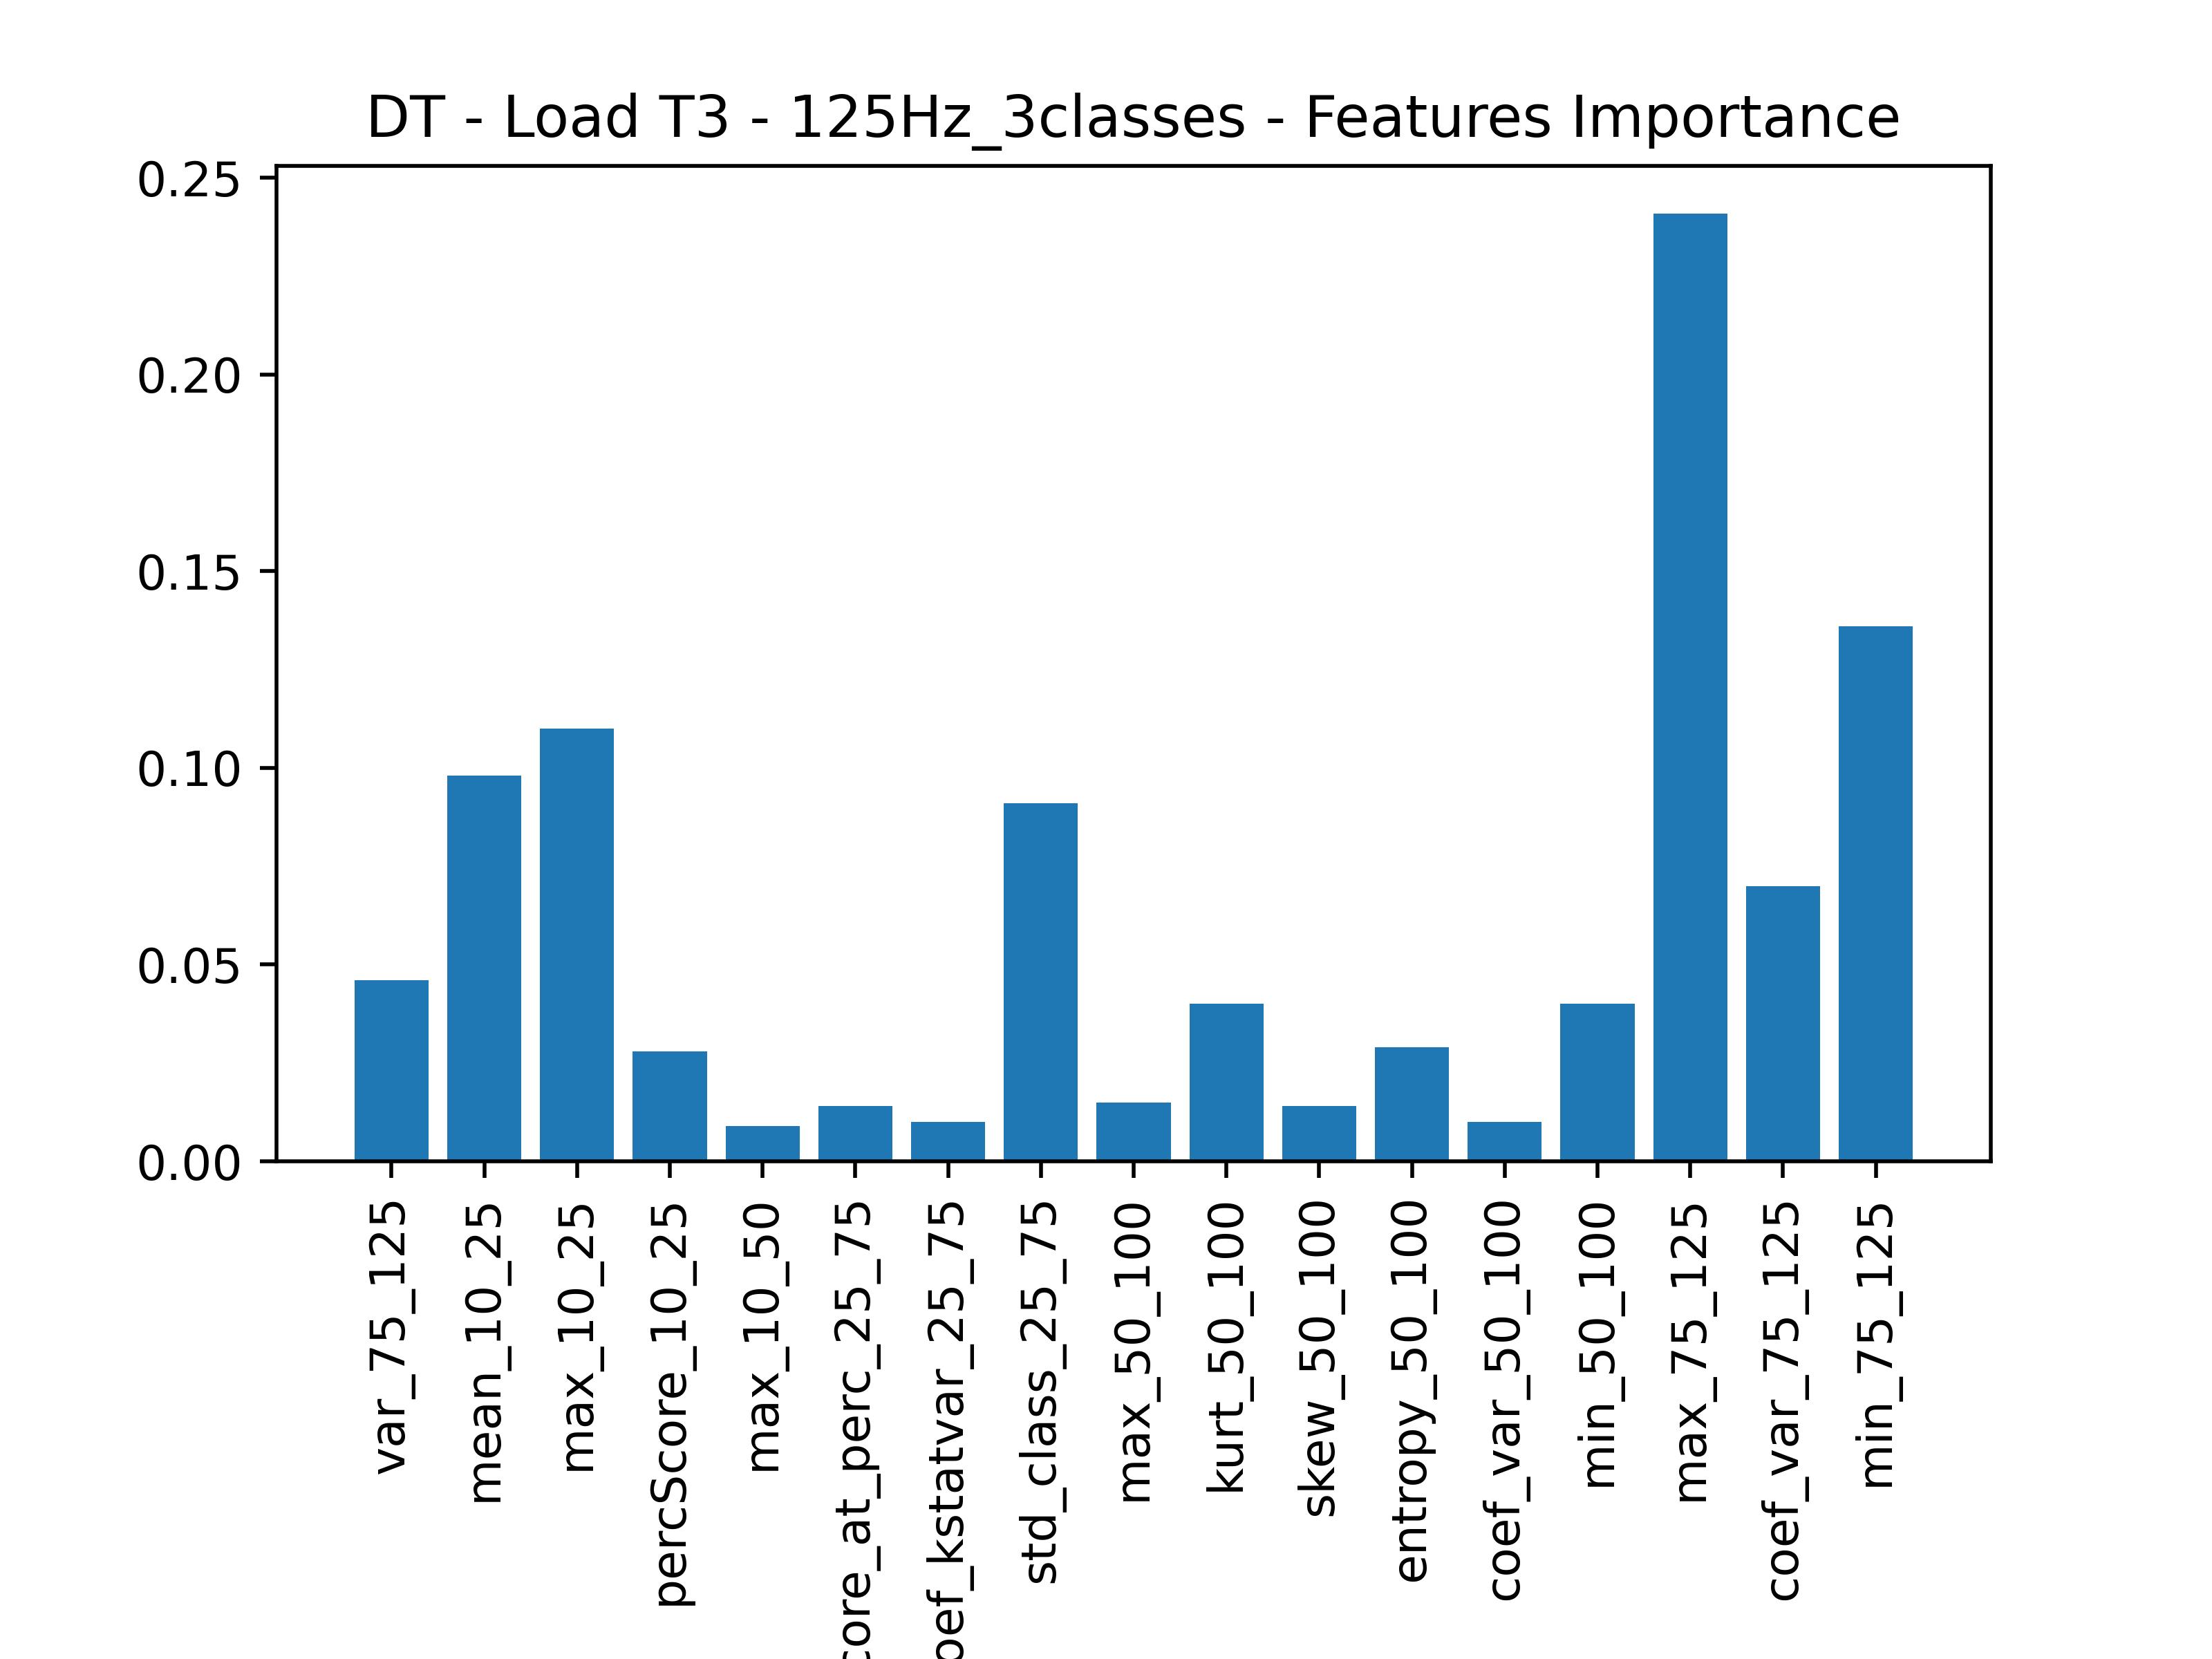 DT - Load T3 - 125Hz_3classes - Features Importance
0.25
0.20
0.15
0.10
0.05
0.00
var_75_125
mean_10_25
max_10_25
percScore_10_25
max_10_50
core_at_perc_25_75
oef_kstatvar_25_75
std_class_25_75
max_50_100
kurt_50_100
skew_50_100
entropy_50_100
coef_var_50_100
min_50_100
max_75_125
coef_var_75_125
min_75_125